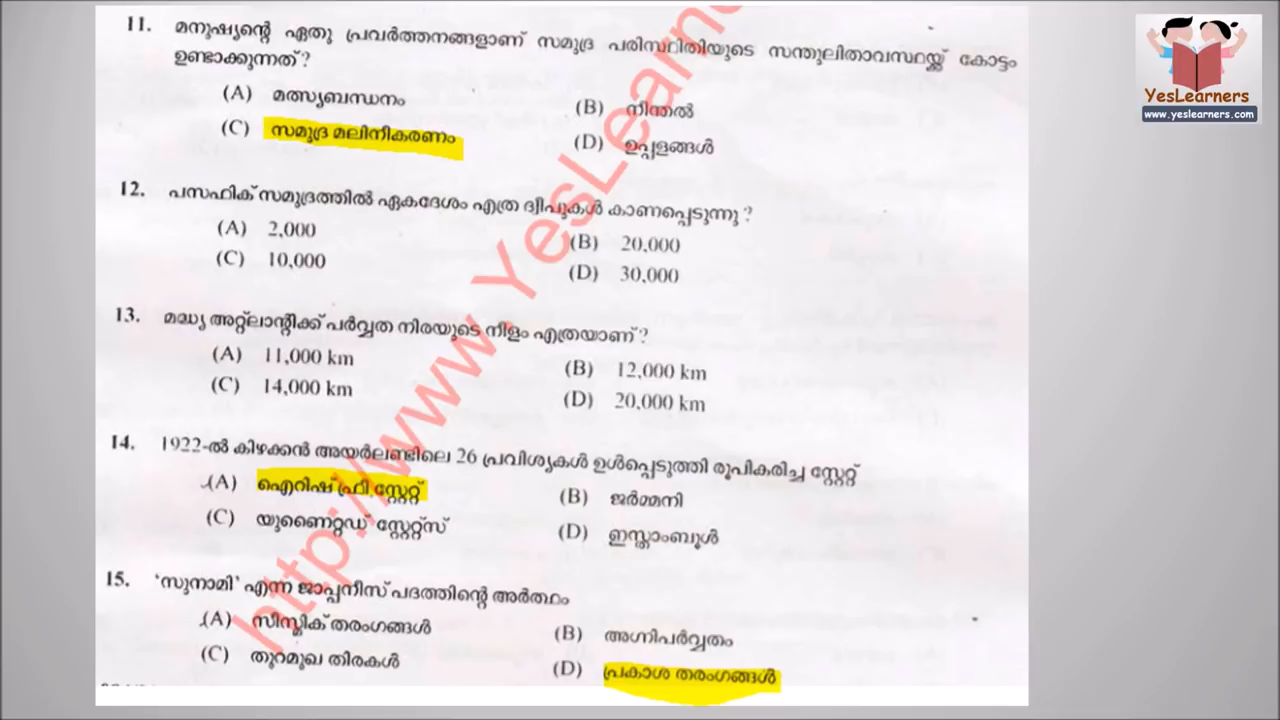 11. മനുഷ്യന്റെ ഏതു പ്രവർത്തനങ്ങളാണ് സമുദ്ര പരിസ്ഥിതിയുടെ സന്തുലിതാവസ്ഥയ്ക്ക് കോട്ടം
ഉണ്ടാക്കുന്നത് ?
(A) മത്സ്യബന്ധനം (B) നീന്തൽ
(C) സമുദ്ര മലിനീകരണം (D) ഉപ്പളങ്ങൾ
12. പസഫിക് സമുദ്രത്തിൽ ഏകദേശം എത്ര ദ്വീപുകൾ കാണപ്പെടുന്നു ?
(A) 2,000 (B) 20,000
(C) 10,000 (D) 30,000
13. മദ്ധ്യ അറ്റ്‌ലാന്റിക്ക് പർവ്വത നിരയുടെ നീളം എത്രയാണ് ?
(A) 11,000 km (B) 12,000 km
(C) 14,000 km (D) 20,000 km
14. 1922-ൽ കിഴക്കൻ അയർലണ്ടിലെ 26 പ്രവിശ്യകൾ ഉൾപ്പെടുത്തി രൂപികരിച്ച സ്റ്റേറ്റ്
(A) ഐറിഷ് ഫ്രീ സ്റ്റേറ്റ് (B) ജർമ്മനി
(C) യുണൈറ്റഡ് സ്റ്റേറ്റ്സ് (D) ഇസ്താംബൂൾ
15. 'സുനാമി' എന്ന ജാപ്പനീസ് പദത്തിന്റെ അർത്ഥം
(A) സീസ്മിക് തരംഗങ്ങൾ (B) അഗ്നിപർവ്വതം
(C) തുറമുഖ തിരകൾ (D) പ്രകാശ തരംഗങ്ങൾ
http://www.YesLearn
YesLearners
www.yeslearners.com